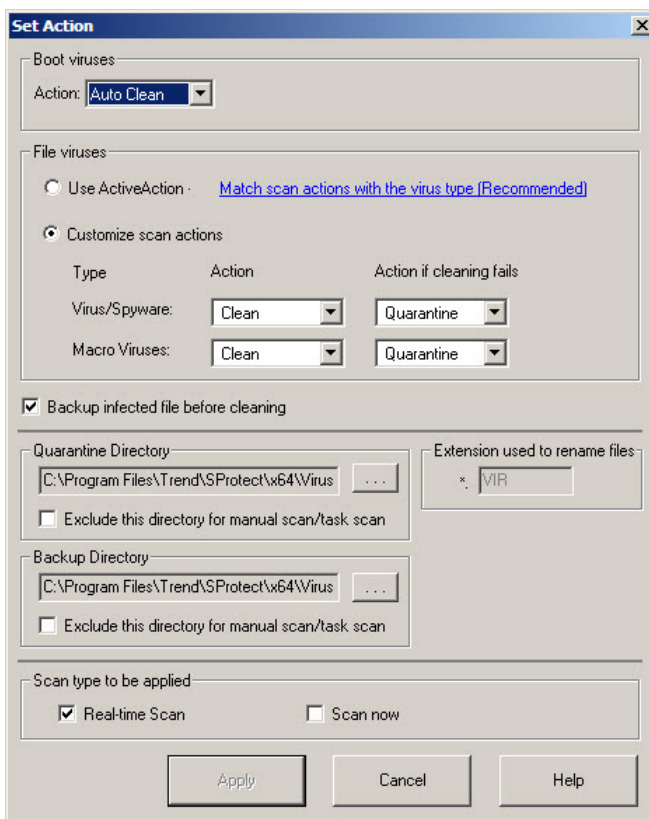 Set Action
Boot viruses
Action: Auto Clean
File viruses
Use ActiveAction - Match scan actions with the virus type (Recommended)
Customize scan actions
Type Action Action if cleaning fails
Virus/Spyware: Clean Quarantine
Macro Viruses: Clean Quarantine
Backup infected file before cleaning
Quarantine Directory
C:\Program Files\Trend\SProtect\x64\Virus ...
Exclude this directory for manual scan/task scan
Extension used to rename files
*. VIR
Backup Directory
C:\Program Files\Trend\SProtect\x64\Virus ...
Exclude this directory for manual scan/task scan
Scan type to be applied
Real-time Scan Scan now
Apply Cancel Help